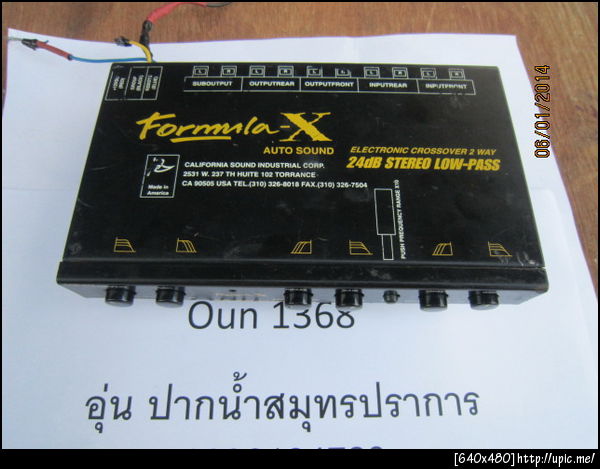 SUBOUTPUT OUTPUTREAR OUTPUTFRONT INPUTREAR INPUTFRONT
Formula-X
AUTO SOUND
ELECTRONIC CROSSOVER 2 WAY
24dB STEREO LOW-PASS
CALIFORNIA SOUND INDUSTRIAL CORP.
2531 W. 237 TH HUITE 102 TORRANCE
CA 90505 USA TEL.(310) 326-8018 FAX.(310) 326-7504
Made in
America
PUSH FREQUENCY RANGE X10
06/01/2014
Oun 1368
อุ่น ปากน้ำสมุทรปราการ
[640x480]http://upic.me/